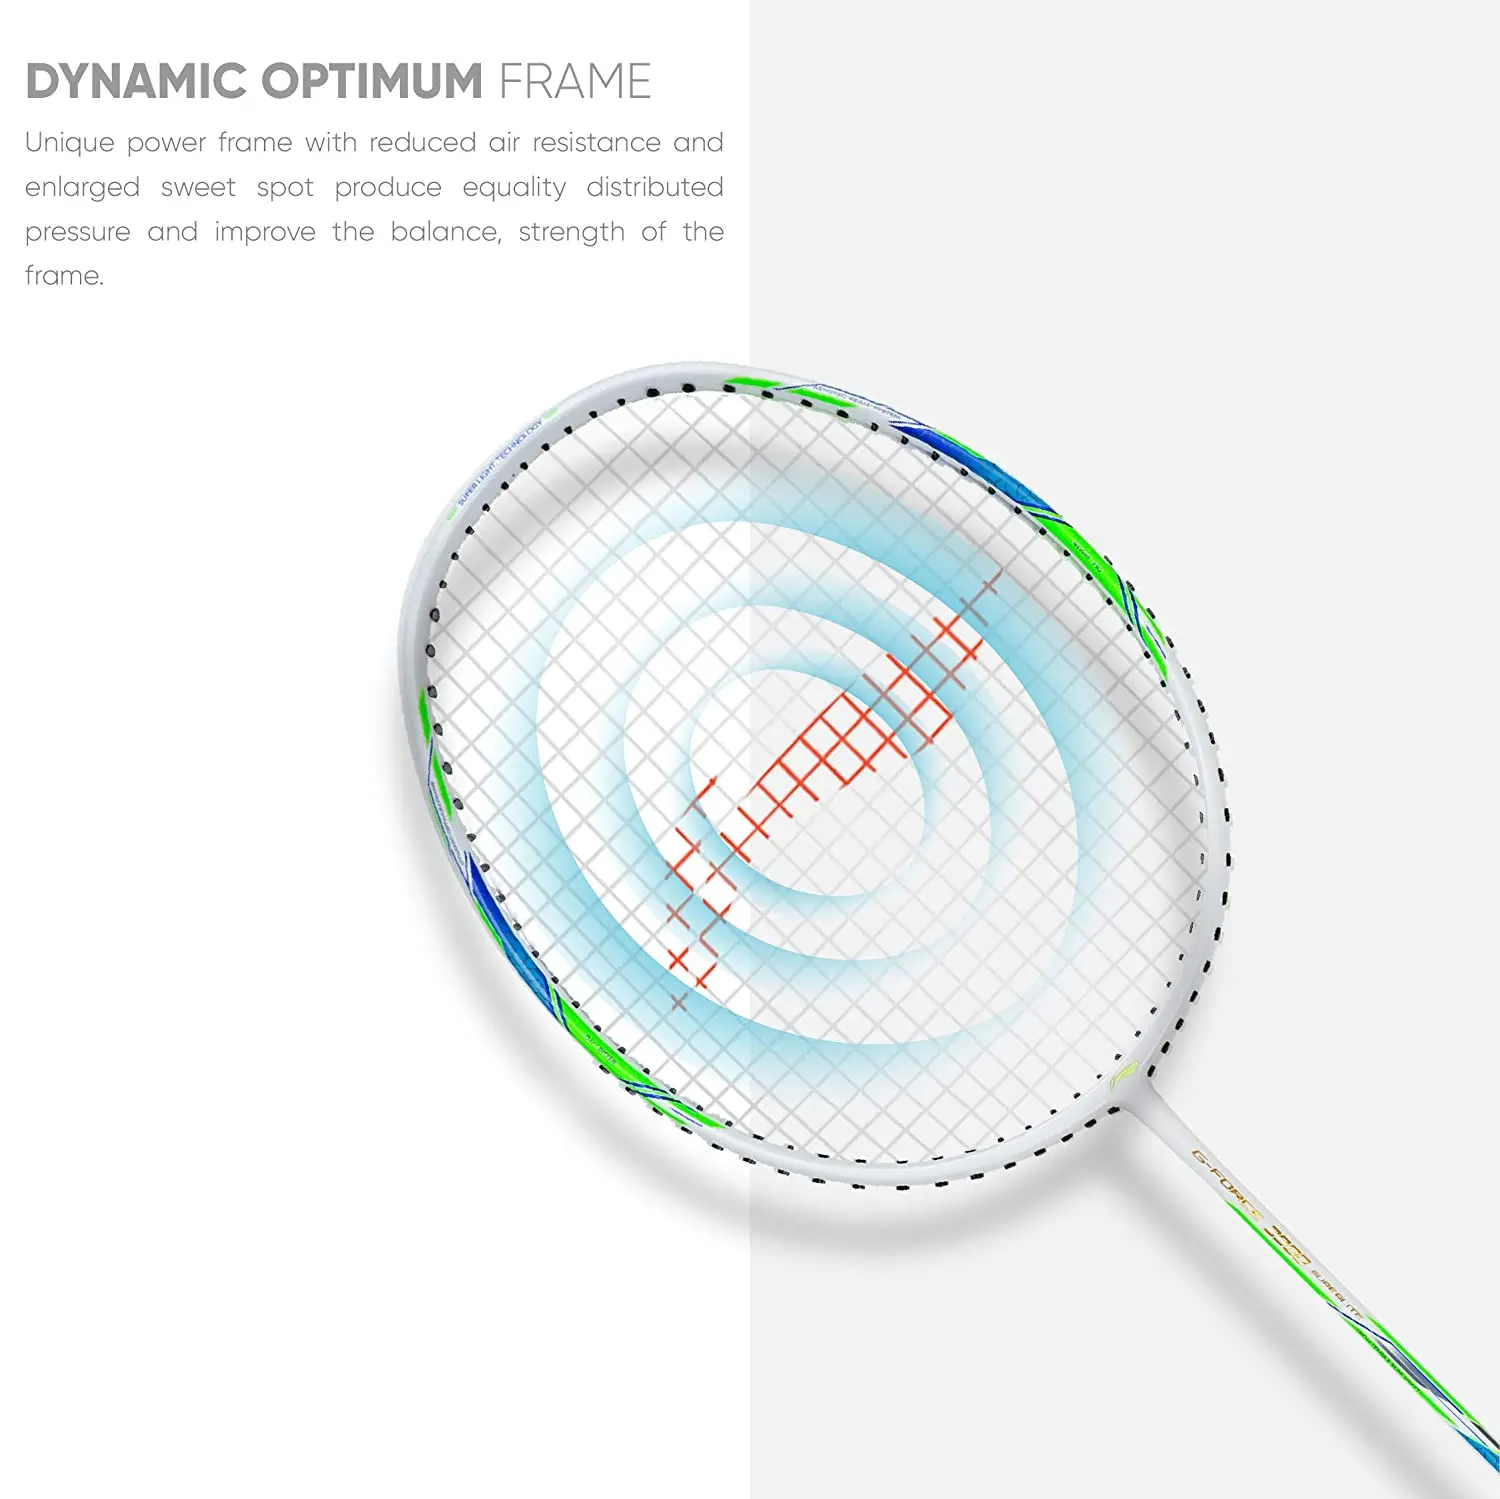 DYNAMIC OPTIMUM FRAME
Unique power frame with reduced air resistance and
enlarged sweet spot produce equality distributed
pressure and improve the balance, strength of the
frame.
SUPER LIGHT TECHNOLOGY
G-FORCE
SUPERLITE